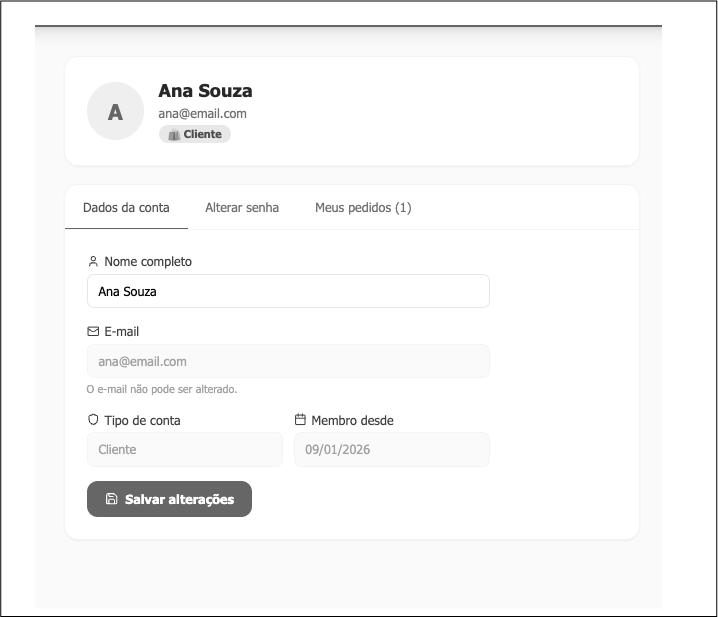 A
Ana Souza
ana@email.com
Cliente
Dados da conta
Alterar senha
Meus pedidos (1)
Nome completo
Ana Souza
E-mail
ana@email.com
O e-mail não pode ser alterado.
Tipo de conta
Membro desde
Cliente
09/01/2026
Salvar alterações